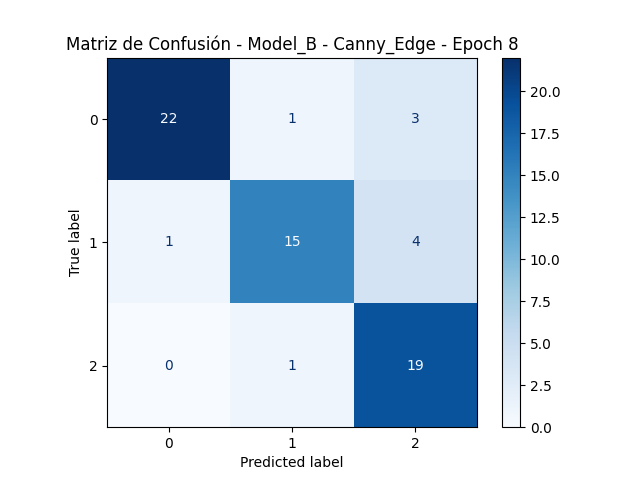 Matriz de Confusión - Model_B - Canny_Edge - Epoch 8
0 22 1 3
1 1 15 4
2 0 1 19
0 1 2
Predicted label
True label
20.0
17.5
15.0
12.5
10.0
7.5
5.0
2.5
0.0